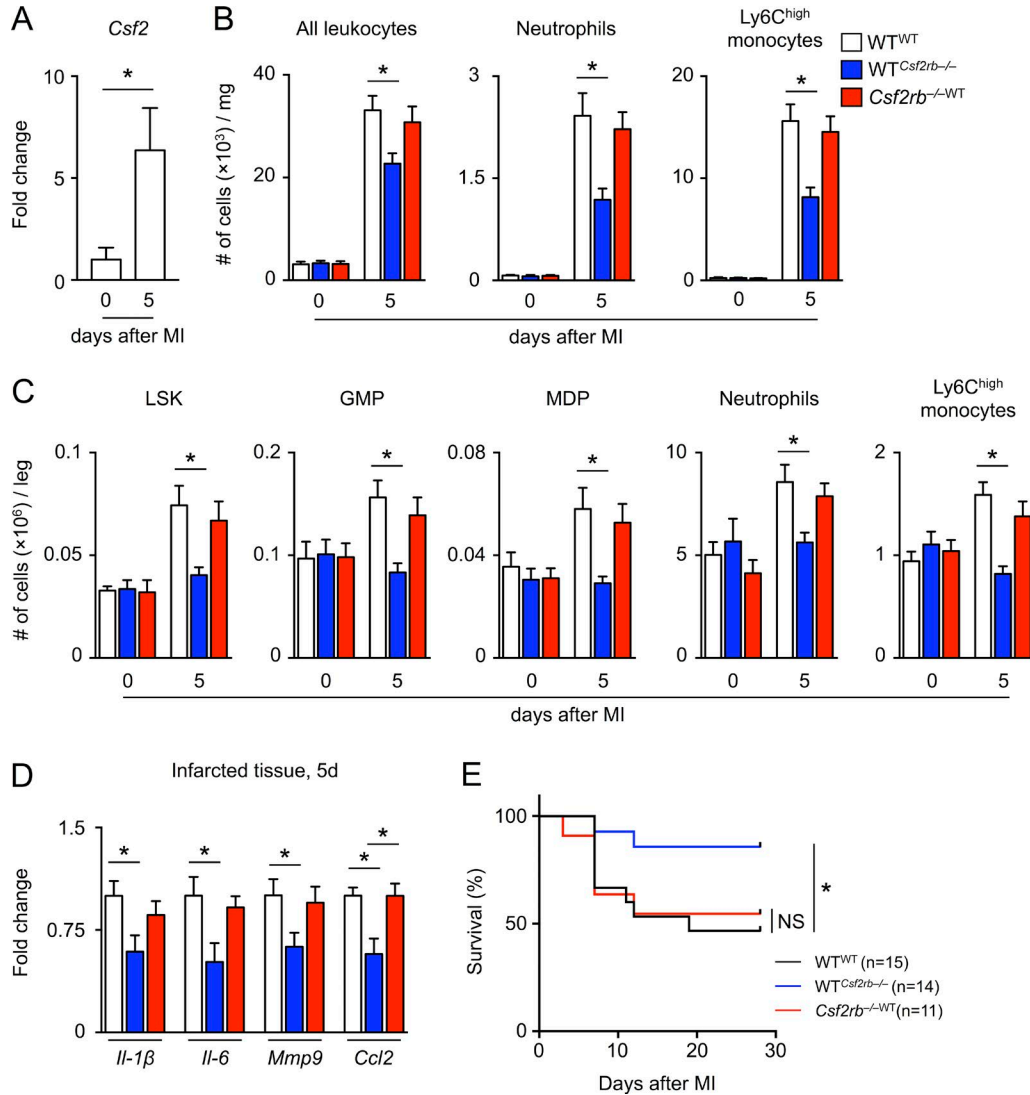 A
Csf2
*
10
5
0
Fold change
0 5
days after MI
B
All leukocytes
Neutrophils
Ly6Chigh
monocytes
WTWT
WTCsf2rb–/–
Csf2rb–/–WT
# of cells (×10³) / mg
40
20
0
*
0 5
3
1.5
0
*
0 5
20
10
0
*
0 5
days after MI
C
LSK
GMP
MDP
Neutrophils
Ly6Chigh
monocytes
# of cells (×10⁶) / leg
0.1
0.05
0
*
0 5
0.2
0.1
0
*
0 5
0.08
0.04
0
*
0 5
10
5
0
*
0 5
2
1
0
*
0 5
days after MI
D
Infarcted tissue, 5d
Fold change
1.5
0.75
0
* * * * *
Il-1β Il-6 Mmp9 Ccl2
E
Survival (%)
100
50
0
NS
*
WTWT (n=15)
WTCsf2rb–/– (n=14)
Csf2rb–/–WT(n=11)
0 10 20 30
Days after MI